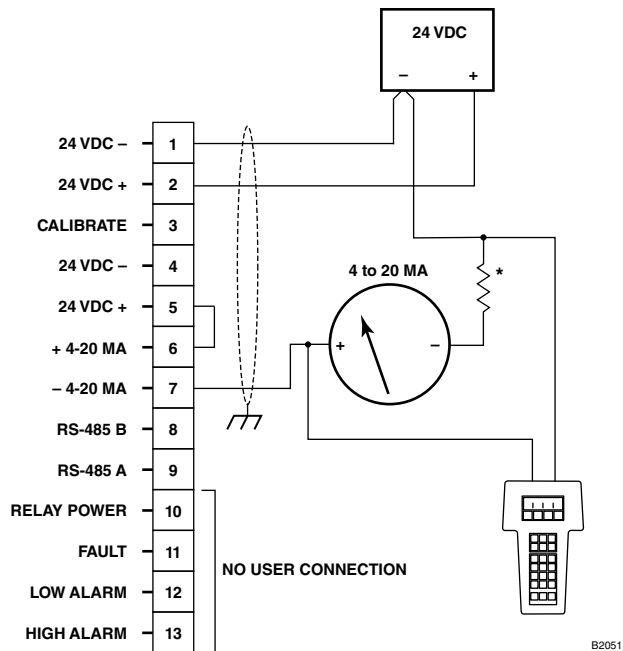 24 VDC
– +
24 VDC – 1
24 VDC + 2
CALIBRATE 3
24 VDC – 4
24 VDC + 5
+ 4-20 MA 6
– 4-20 MA 7
RS-485 B 8
RS-485 A 9
RELAY POWER 10
FAULT 11
LOW ALARM 12
HIGH ALARM 13
4 to 20 MA
*
+ –
NO USER CONNECTION
B2051